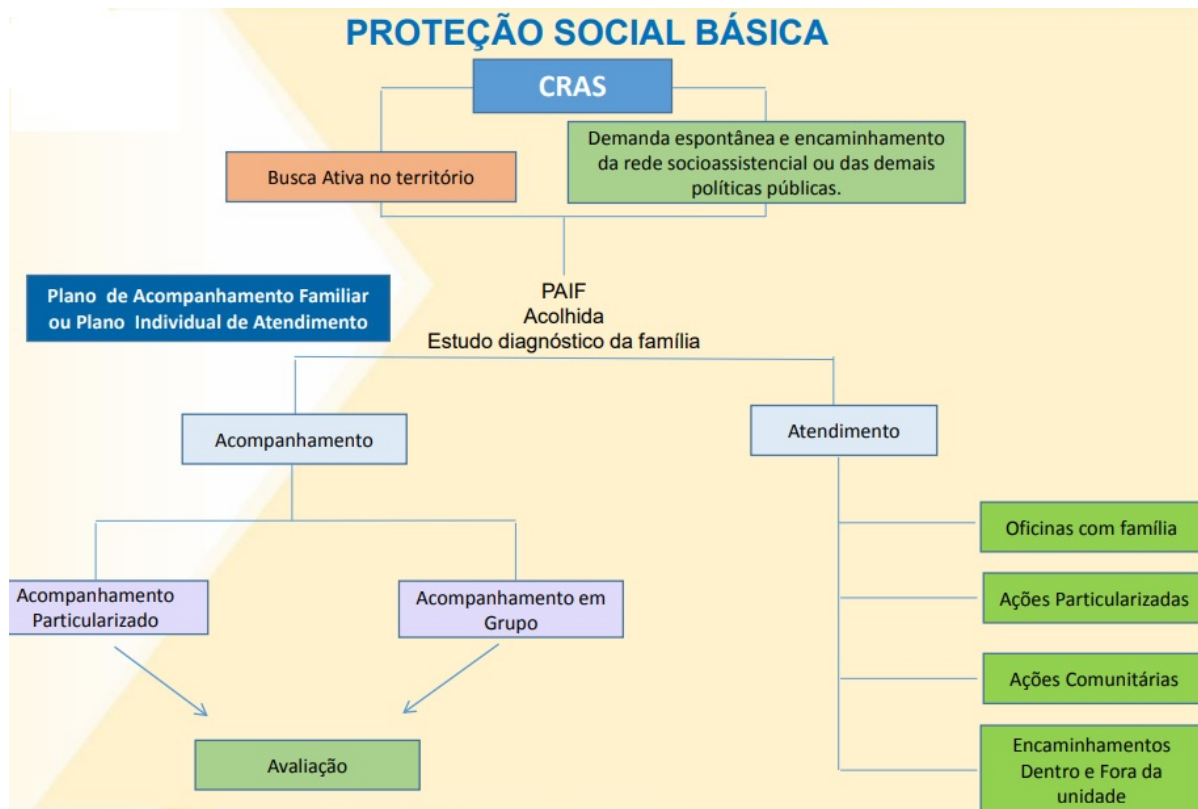 PROTEÇÃO SOCIAL BÁSICA
CRAS
Busca Ativa no território
Demanda espontânea e encaminhamento
da rede socioassistencial ou das demais
políticas públicas.
Plano de Acompanhamento Familiar
ou Plano Individual de Atendimento
PAIF
Acolhida
Estudo diagnóstico da família
Acompanhamento
Atendimento
Acompanhamento
Particularizado
Acompanhamento em
Grupo
Avaliação
Oficinas com família
Ações Particularizadas
Ações Comunitárias
Encaminhamentos
Dentro e Fora da
unidade